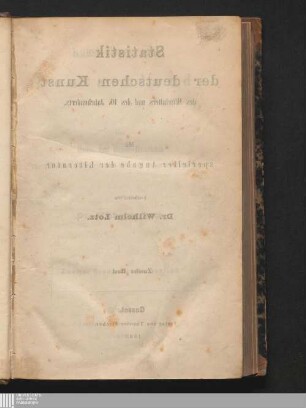 Statistik
der deutschen Kunst
des Mittelalters und des 16. Jahrhunderts.
Mit
specieller Angabe der Literatur
Dr. Wilhelm Lotz.
Zweiter Band
Cassel.